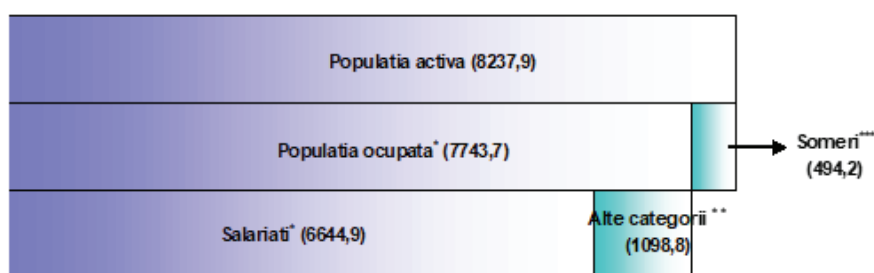 Populatia activa (8237,9)
Populatia ocupata* (7743,7)
Someri***
(494,2)
Salariati* (6644,9)
Alte categorii **
(1098,8)